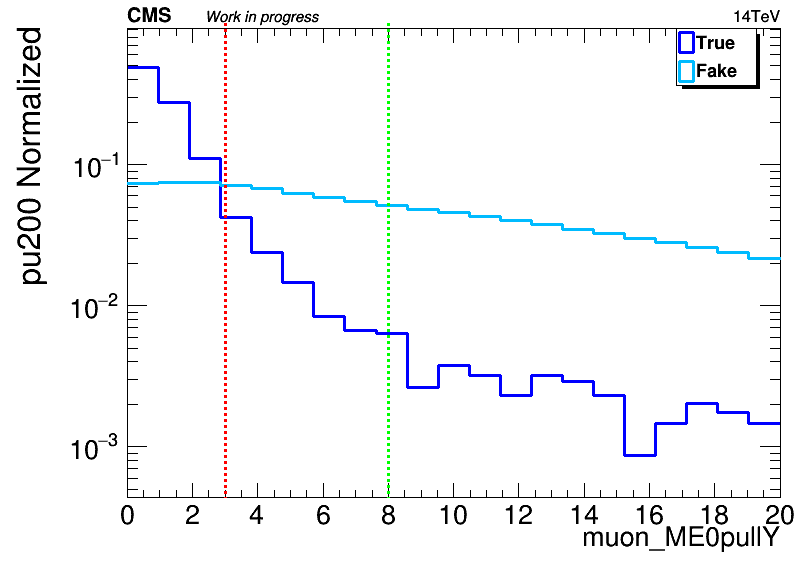 CMS Work in progress 14TeV
True
Fake
pu200 Normalized
10⁻¹
10⁻²
10⁻³
0 2 4 6 8 10 12 14 16 18 20
muon_ME0pullY